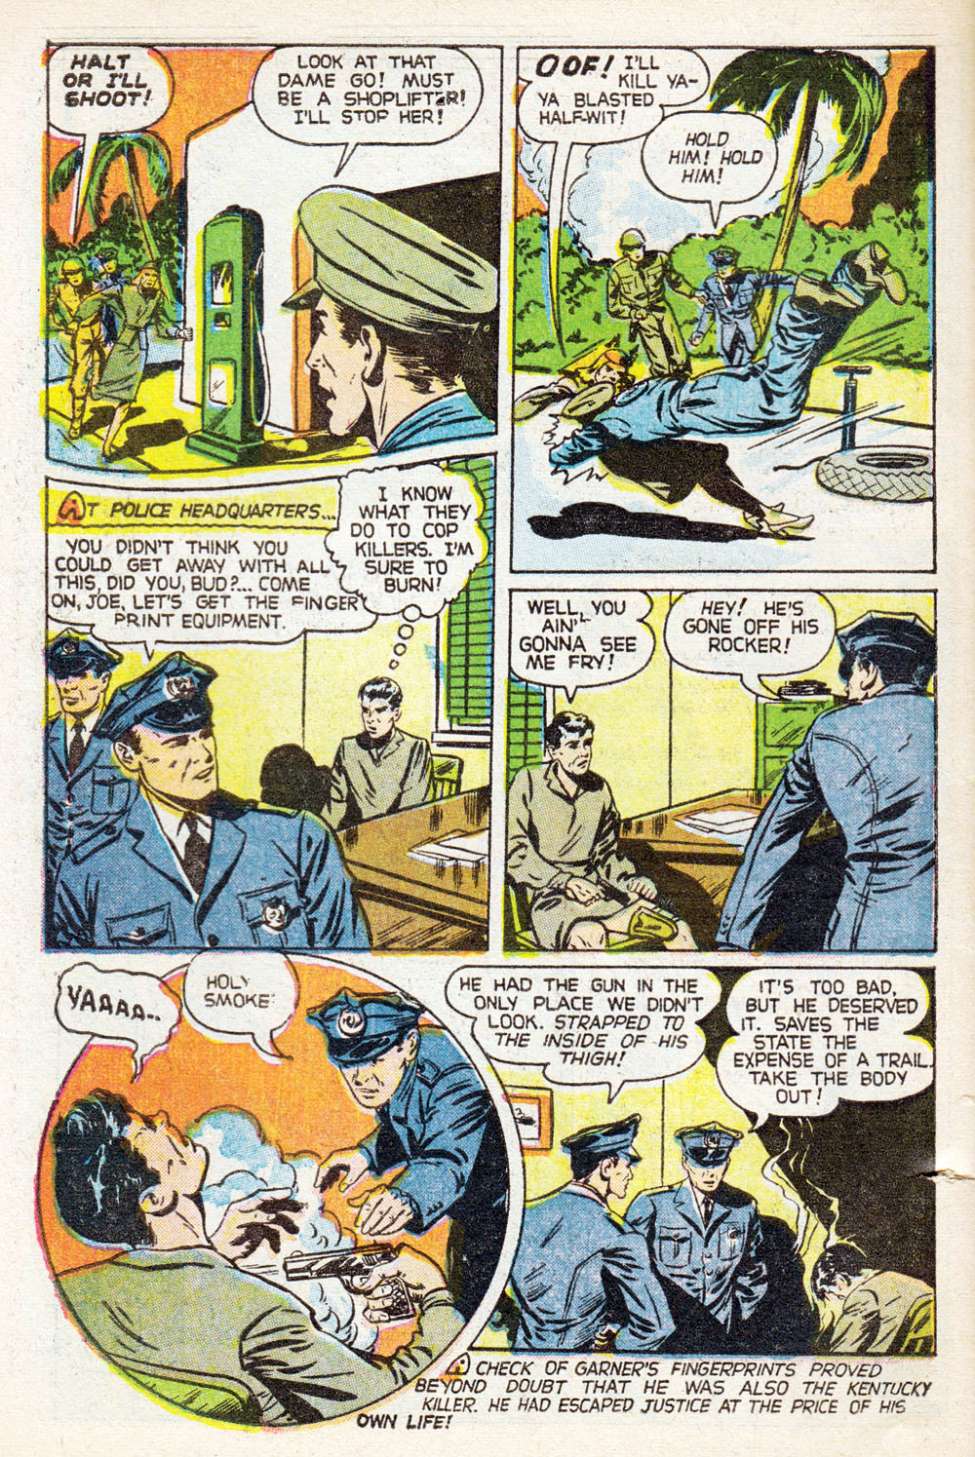 HALT
OR I'LL
SHOOT!
LOOK AT THAT
DAME GO! MUST
BE A SHOPLIFTER!
I'LL STOP HER!
OOF! I'LL
KILL YA-
YA BLASTED
HALF-WIT!
HOLD
HIM! HOLD
HIM!
AT POLICE HEADQUARTERS...
YOU DIDN'T THINK YOU
COULD GET AWAY WITH ALL
THIS, DID YOU, BUD?... COME
ON, JOE, LET'S GET THE FINGER
PRINT EQUIPMENT.
I KNOW
WHAT THEY
DO TO COP
KILLERS. I'M
SURE TO
BURN!
WELL, YOU
AIN'T
GONNA SEE
ME FRY!
HEY! HE'S
GONE OFF HIS
ROCKER!
YAAAA..
HOLY
SMOKE!
HE HAD THE GUN IN THE
ONLY PLACE WE DIDN'T
LOOK. STRAPPED TO
THE INSIDE OF HIS
THIGH!
IT'S TOO BAD,
BUT HE DESERVED
IT. SAVES THE
STATE THE
EXPENSE OF A TRAIL.
TAKE THE BODY
OUT!
A CHECK OF GARNER'S FINGERPRINTS PROVED
BEYOND DOUBT THAT HE WAS ALSO THE KENTUCKY
KILLER. HE HAD ESCAPED JUSTICE AT THE PRICE OF HIS
OWN LIFE!